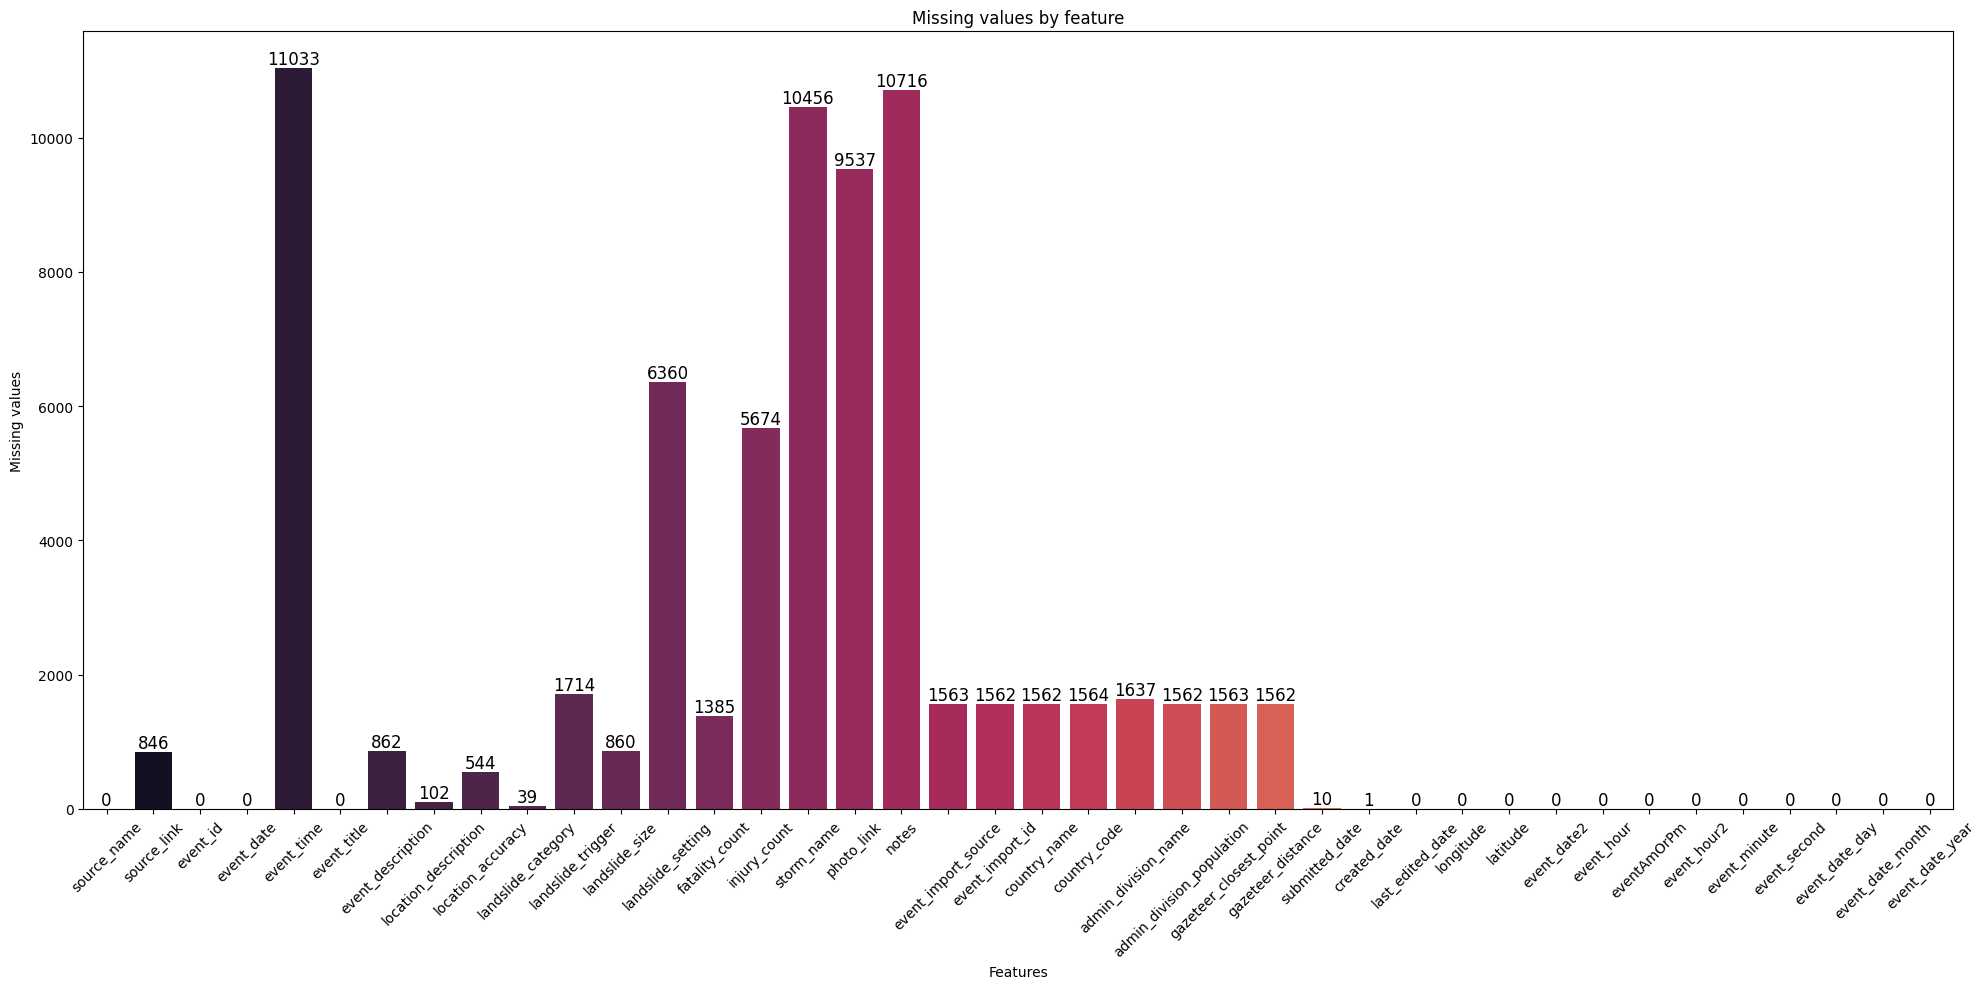 Missing values by feature
Missing values
10000
8000
6000
4000
2000
0
0
846
0
0
11033
0
862
102
544
39
1714
860
6360
1385
5674
10456
9537
10716
1563
1562
1562
1564
1637
1562
1563
1562
10
1
0
0
0
0
0
0
0
0
0
0
0
0
source_name
source_link
event_id
event_date
event_time
event_title
event_description
location_description
location_accuracy
landslide_category
landslide_trigger
landslide_size
landslide_setting
fatality_count
injury_count
storm_name
photo_link
notes
event_import_source
event_import_id
country_name
country_code
admin_division_name
admin_division_population
gazeteer_closest_point
gazeteer_distance
submitted_date
created_date
last_edited_date
longitude
latitude
event_date2
event_hour
eventAmOrPm
event_hour2
event_minute
event_second
event_date_day
event_date_month
event_date_year
Features